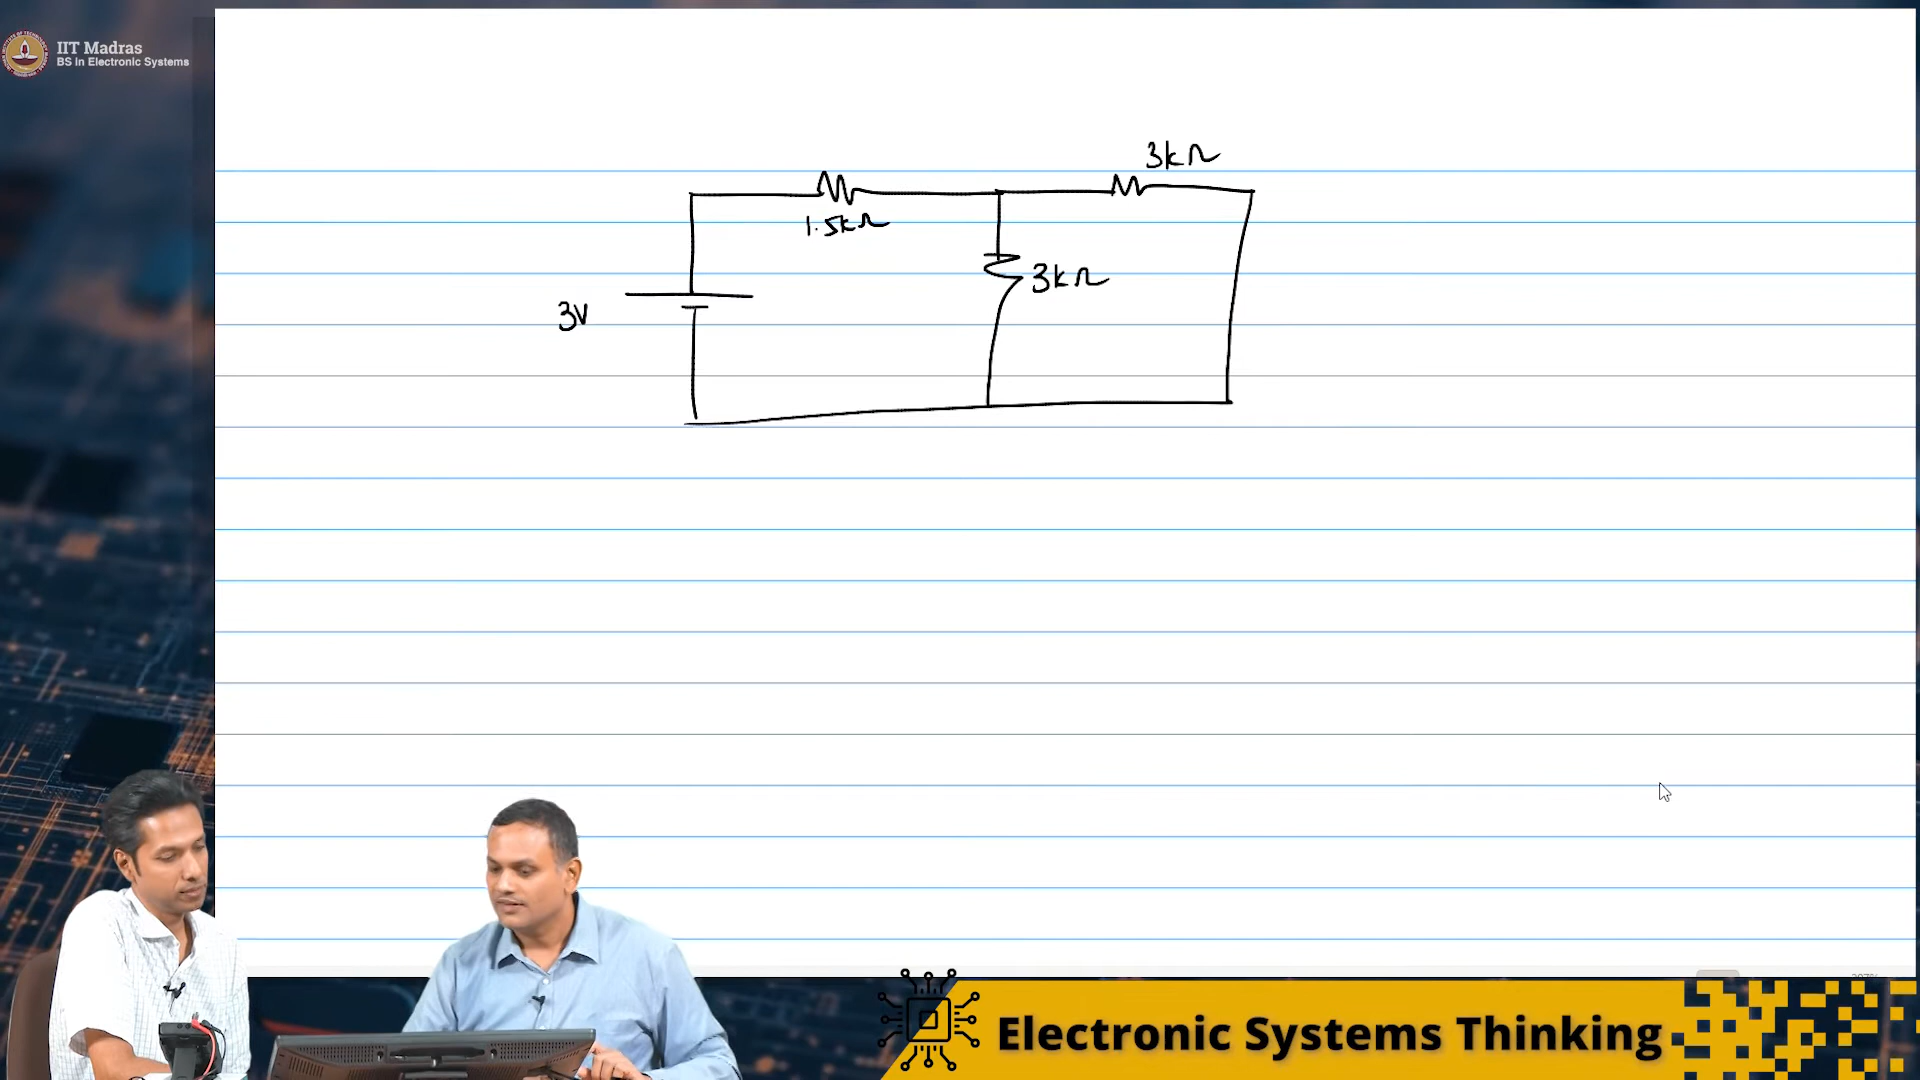 IIT Madras
BS in Electronic Systems
3kΩ
1.5kΩ
3kΩ
3V
Electronic Systems Thinking